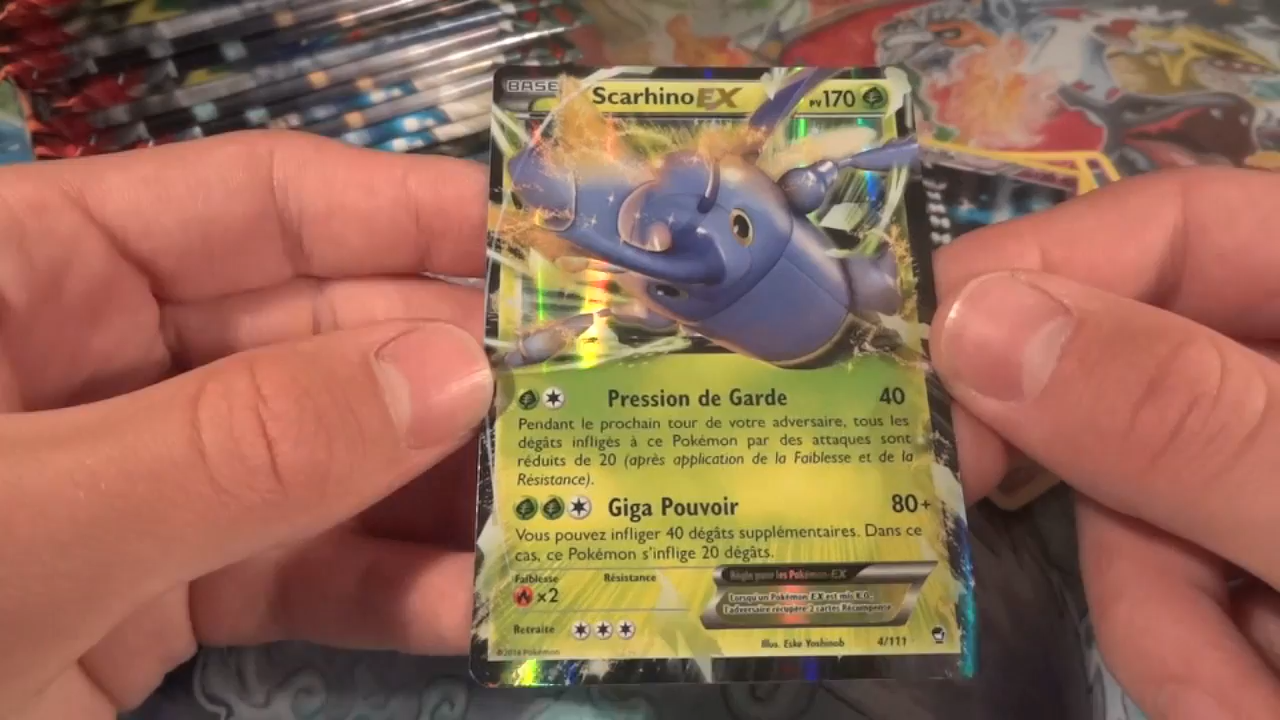 BASE
Scarhino EX PV 170
Pression de Garde 40
Pendant le prochain tour de votre adversaire, tous les
dégâts infligés à ce Pokémon par des attaques sont
réduits de 20 (après application de la Faiblesse et de la
Résistance).
Giga Pouvoir 80+
Vous pouvez infliger 40 dégâts supplémentaires. Dans ce
cas, ce Pokémon s'inflige 20 dégâts.
Faiblesse Résistance
x2
Règle pour les Pokémon-EX
Lorsqu'un Pokémon EX est mis K.O.,
l'adversaire récupère 2 cartes Récompense.
Retraite
Illus. Eske Yoshinob 4/111
©2014 Pokémon